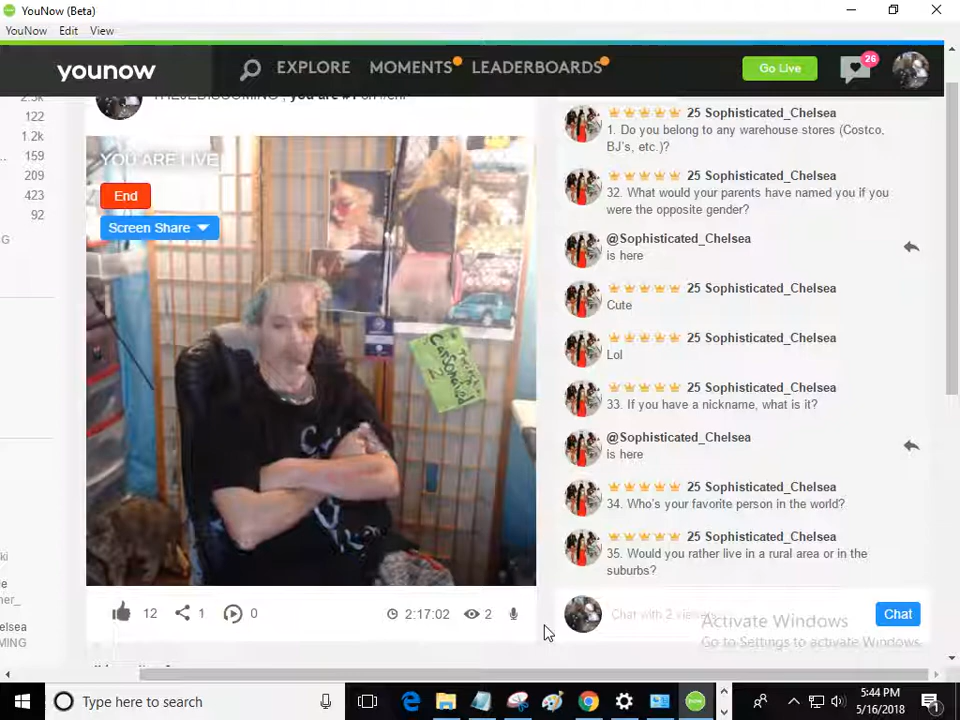 YouNow (Beta)
YouNow Edit View
younow EXPLORE MOMENTS LEADERBOARDS Go Live 26
122
1.2k
159
209
423
92
YOU ARE LIVE
End
Screen Share
12 1 0 2:17:02 2
25 Sophisticated_Chelsea
1. Do you belong to any warehouse stores (Costco,
BJ's, etc.)?
25 Sophisticated_Chelsea
32. What would your parents have named you if you
were the opposite gender?
@Sophisticated_Chelsea
is here
25 Sophisticated_Chelsea
Cute
25 Sophisticated_Chelsea
Lol
25 Sophisticated_Chelsea
33. If you have a nickname, what is it?
@Sophisticated_Chelsea
is here
25 Sophisticated_Chelsea
34. Who's your favorite person in the world?
25 Sophisticated_Chelsea
35. Would you rather live in a rural area or in the
suburbs?
Chat with 2 Chat
Activate Windows
Go to Settings to activate Windows.
Type here to search
5:44 PM
5/16/2018
1